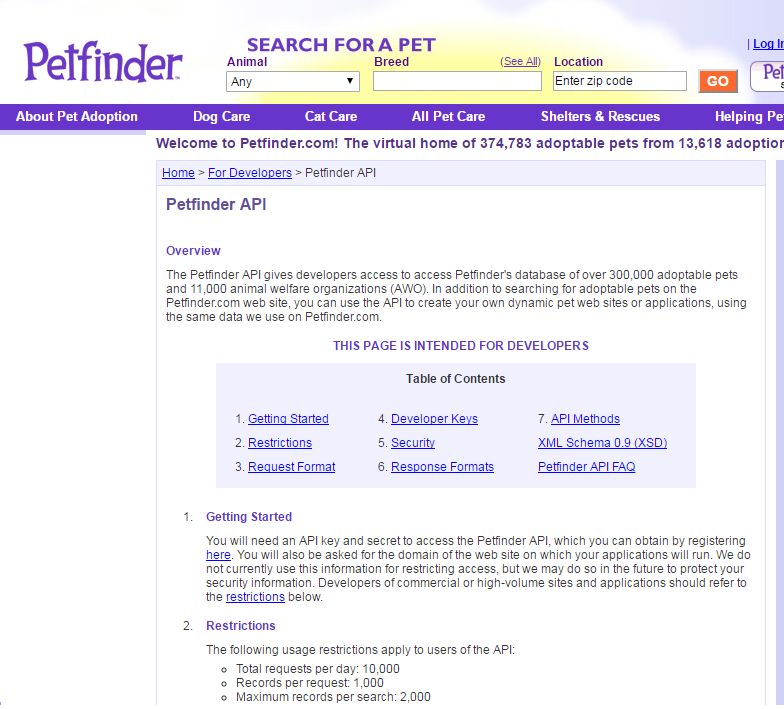 Petfinder
SEARCH FOR A PET
Animal
Breed
(See All)
Location
| Log In
Any
Enter zip code
GO
Pet
About Pet Adoption
Dog Care
Cat Care
All Pet Care
Shelters & Rescues
Helping Pe
Welcome to Petfinder.com! The virtual home of 374,783 adoptable pets from 13,618 adoption
Home > For Developers > Petfinder API
Petfinder API
Overview
The Petfinder API gives developers access to access Petfinder's database of over 300,000 adoptable pets
and 11,000 animal welfare organizations (AWO). In addition to searching for adoptable pets on the
Petfinder.com web site, you can use the API to create your own dynamic pet web sites or applications, using
the same data we use on Petfinder.com.
THIS PAGE IS INTENDED FOR DEVELOPERS
Table of Contents
1. Getting Started
4. Developer Keys
7. API Methods
2. Restrictions
5. Security
XML Schema 0.9 (XSD)
3. Request Format
6. Response Formats
Petfinder API FAQ
1. Getting Started
You will need an API key and secret to access the Petfinder API, which you can obtain by registering
here. You will also be asked for the domain of the web site on which your applications will run. We do
not currently use this information for restricting access, but we may do so in the future to protect your
security information. Developers of commercial or high-volume sites and applications should refer to
the restrictions below.
2. Restrictions
The following usage restrictions apply to users of the API:
Total requests per day: 10,000
Records per request: 1,000
Maximum records per search: 2,000